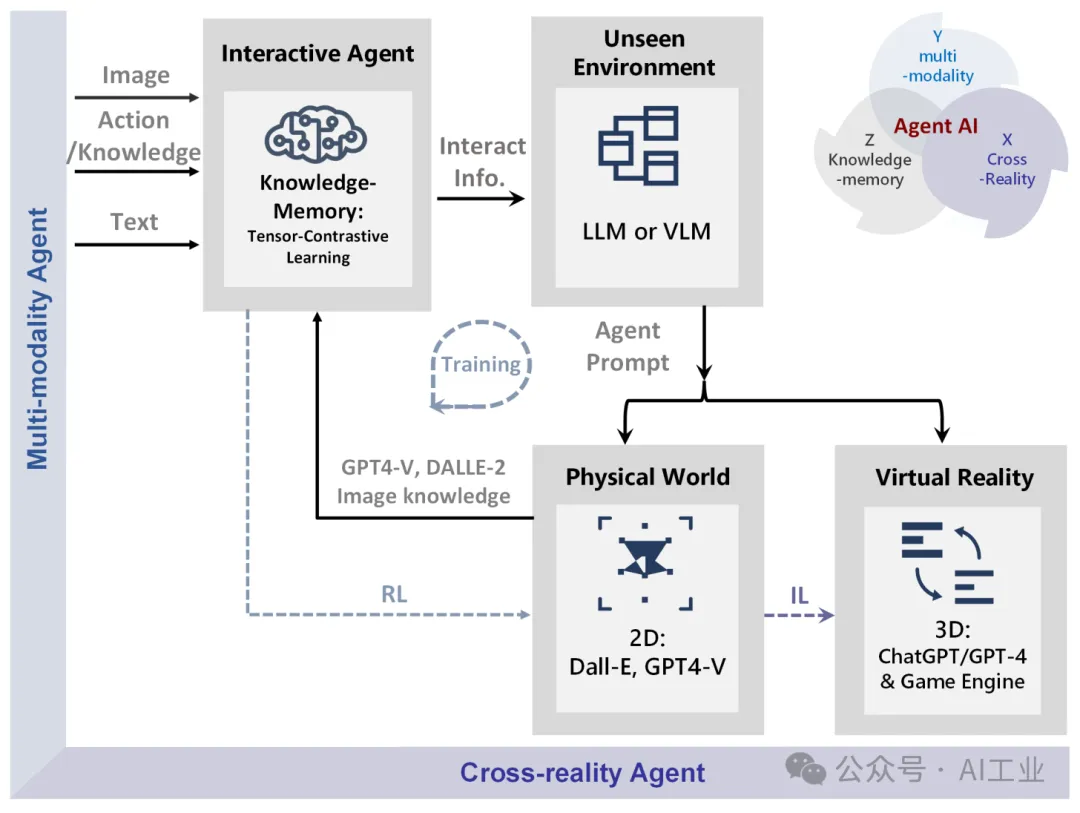 Multi-modality Agent
Image
Action
/Knowledge
Text
Interactive Agent
Knowledge-
Memory:
Tensor-Contrastive
Learning
Interact
Info.
Unseen
Environment
LLM or VLM
Y
multi
-modality
Agent AI
Z
Knowledge
-memory
X
Cross
-Reality
Agent
Prompt
Training
GPT4-V, DALLE-2
Image knowledge
RL
Physical World
2D:
Dall-E, GPT4-V
IL
Virtual Reality
3D:
ChatGPT/GPT-4
& Game Engine
Cross-reality Agent
公众号 · AI工业